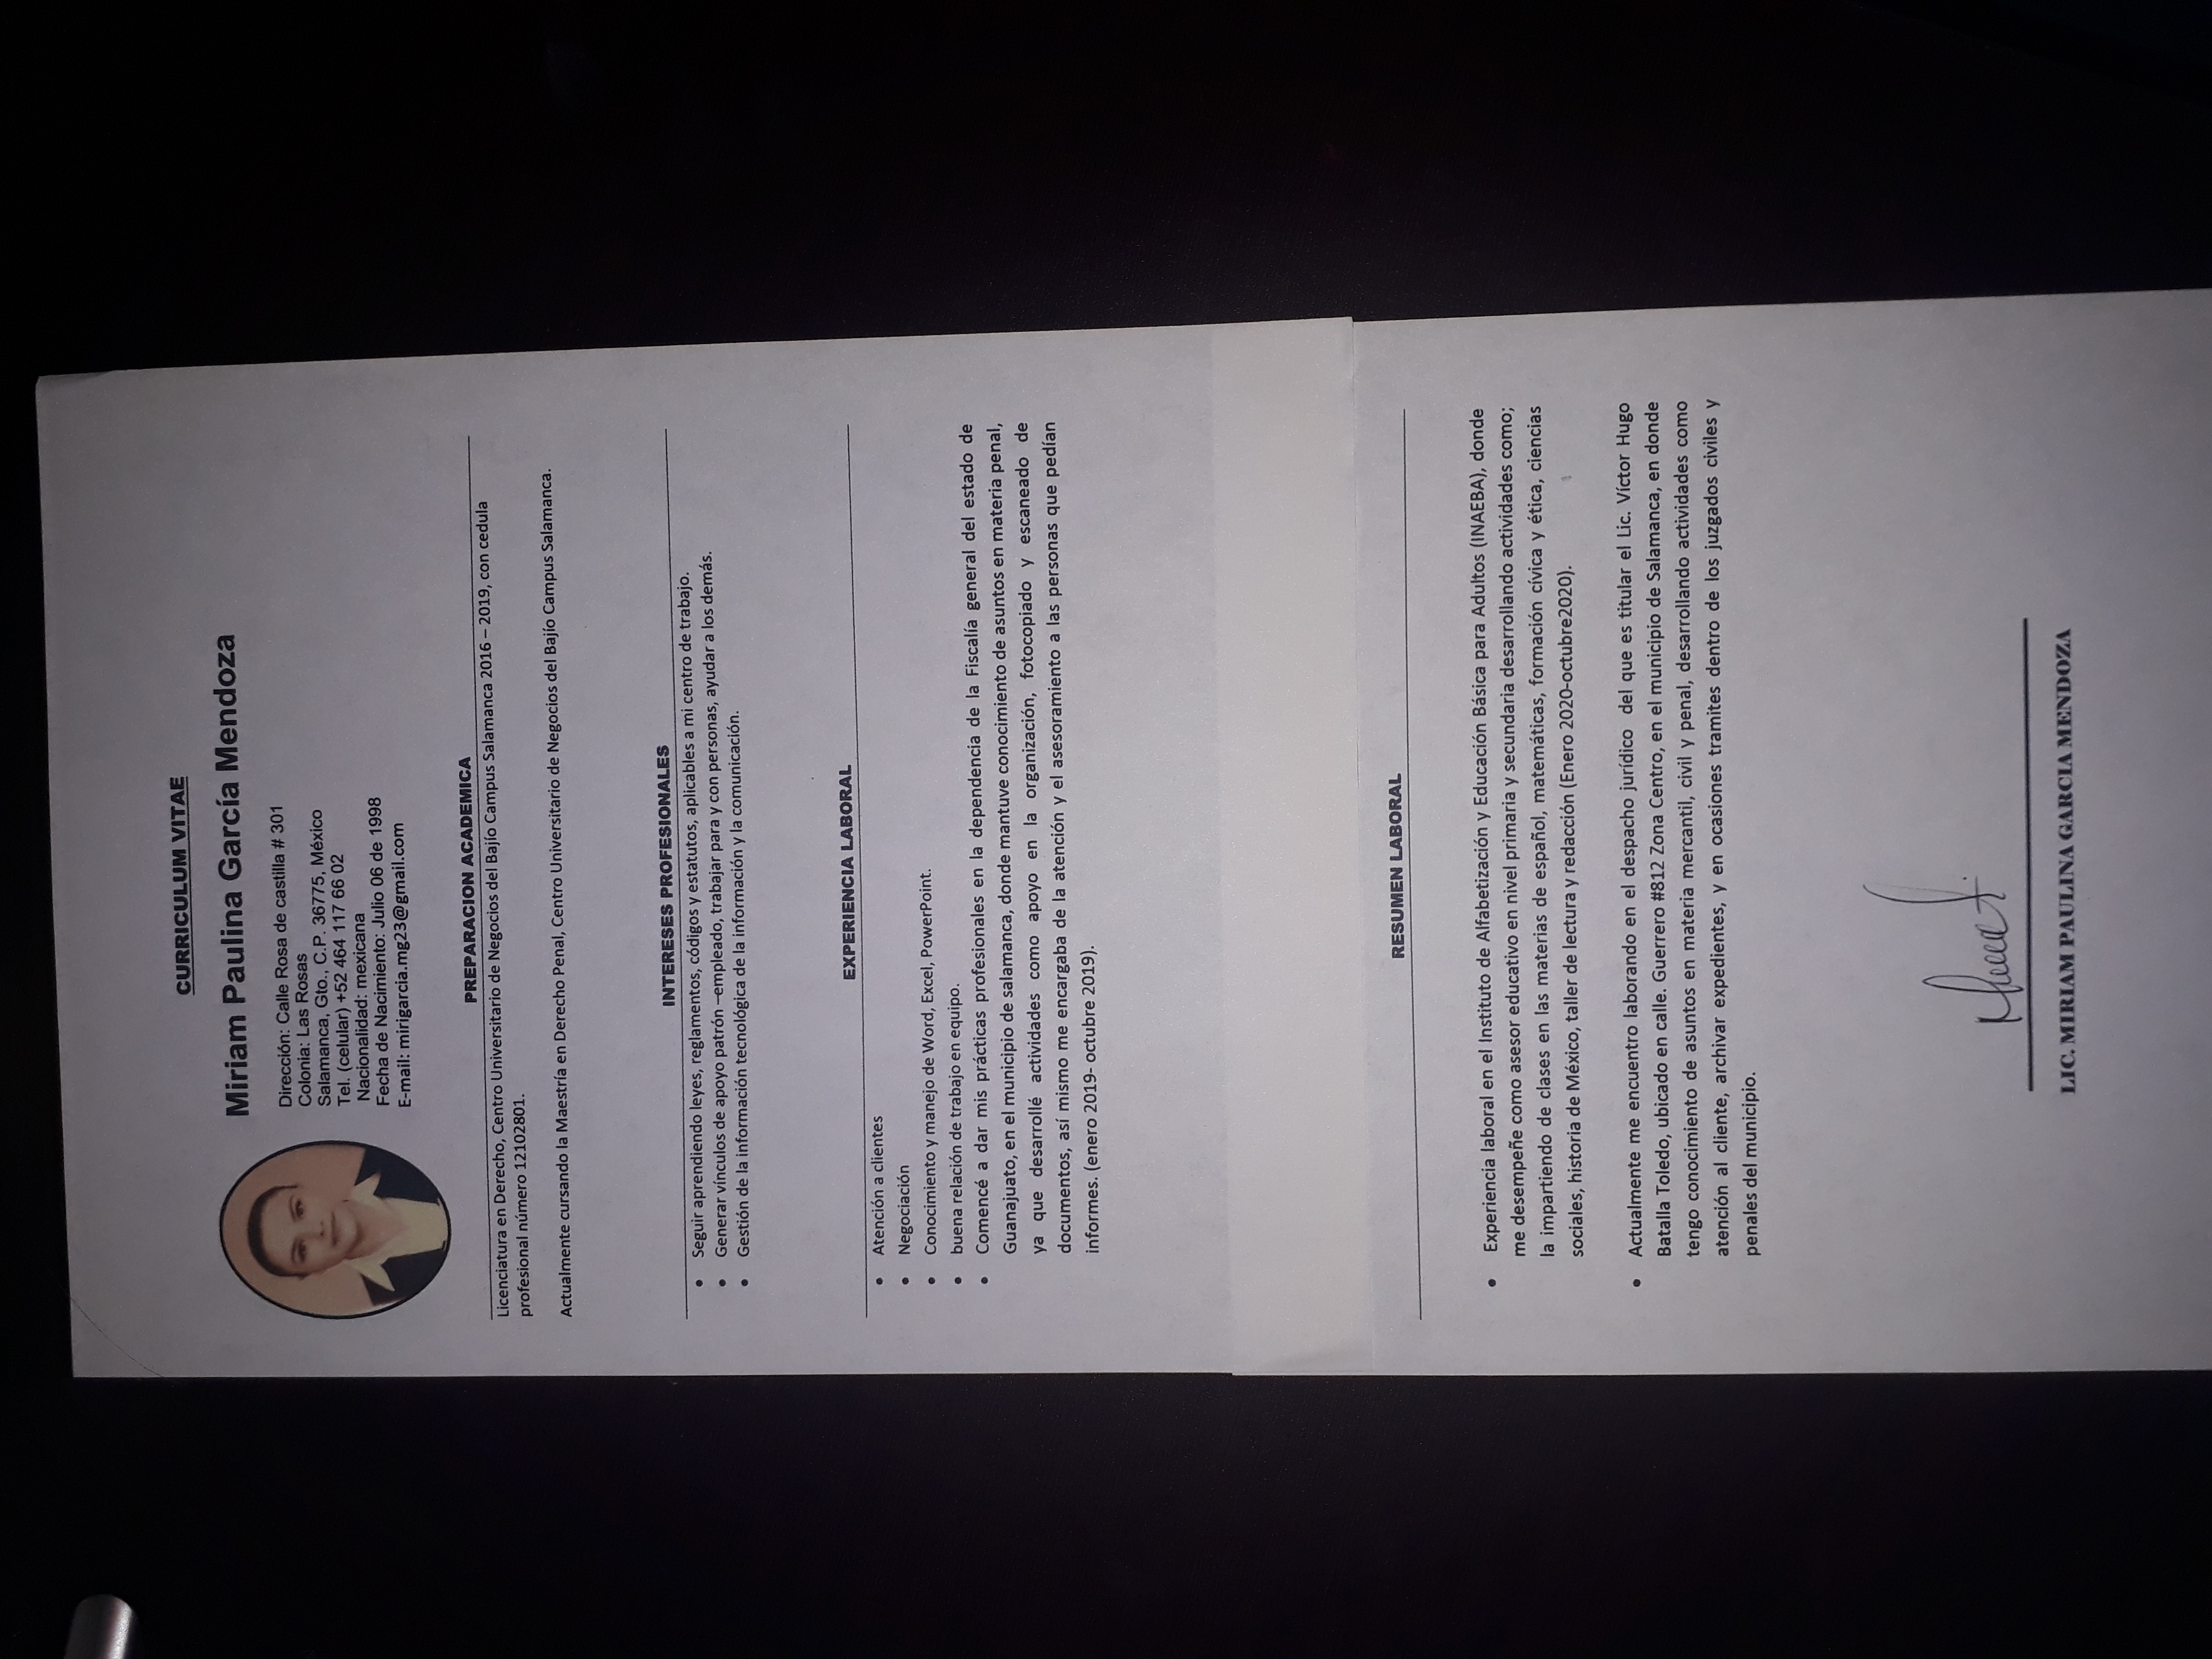 CURRICULUM VITAE
Miriam Paulina García Mendoza
Dirección: Calle Rosa de castilla # 301
Colonia: Las Rosas
Salamanca, Gto., C.P. 36775, México
Tel. (celular) +52 464 117 66 02
Nacionalidad: mexicana
Fecha de Nacimiento: Julio 06 de 1998
E-mail: mirigarcia.mg23@gmail.com
PREPARACION ACADEMICA
Licenciatura en Derecho, Centro Universitario de Negocios del Bajío Campus Salamanca 2016 – 2019, con cedula
profesional número 12102801.
Actualmente cursando la Maestría en Derecho Penal, Centro Universitario de Negocios del Bajío Campus Salamanca.
INTERESES PROFESIONALES
• Seguir aprendiendo leyes, reglamentos, códigos y estatutos, aplicables a mi centro de trabajo.
• Generar vínculos de apoyo patrón –empleado, trabajar para y con personas, ayudar a los demás.
• Gestión de la información tecnológica de la información y la comunicación.
EXPERIENCIA LABORAL
• Atención a clientes
• Negociación
• Conocimiento y manejo de Word, Excel, PowerPoint.
• buena relación de trabajo en equipo.
• Comencé a dar mis prácticas profesionales en la dependencia de la Fiscalía general del estado de
Guanajuato, en el municipio de salamanca, donde mantuve conocimiento de asuntos en materia penal,
ya que desarrollé actividades como apoyo en la organización, fotocopiado y escaneado de
documentos, así mismo me encargaba de la atención y el asesoramiento a las personas que pedían
informes. (enero 2019- octubre 2019).
RESUMEN LABORAL
• Experiencia laboral en el Instituto de Alfabetización y Educación Básica para Adultos (INAEBA), donde
me desempeñe como asesor educativo en nivel primaria y secundaria desarrollando actividades como;
la impartiendo de clases en las materias de español, matemáticas, formación cívica y ética, ciencias
sociales, historia de México, taller de lectura y redacción (Enero 2020-octubre2020).
• Actualmente me encuentro laborando en el despacho jurídico del que es titular el Lic. Víctor Hugo
Batalla Toledo, ubicado en calle. Guerrero #812 Zona Centro, en el municipio de Salamanca, en donde
tengo conocimiento de asuntos en materia mercantil, civil y penal, desarrollando actividades como
atención al cliente, archivar expedientes, y en ocasiones tramites dentro de los juzgados civiles y
penales del municipio.
LIC. MIRIAM PAULINA GARCIA MENDOZA